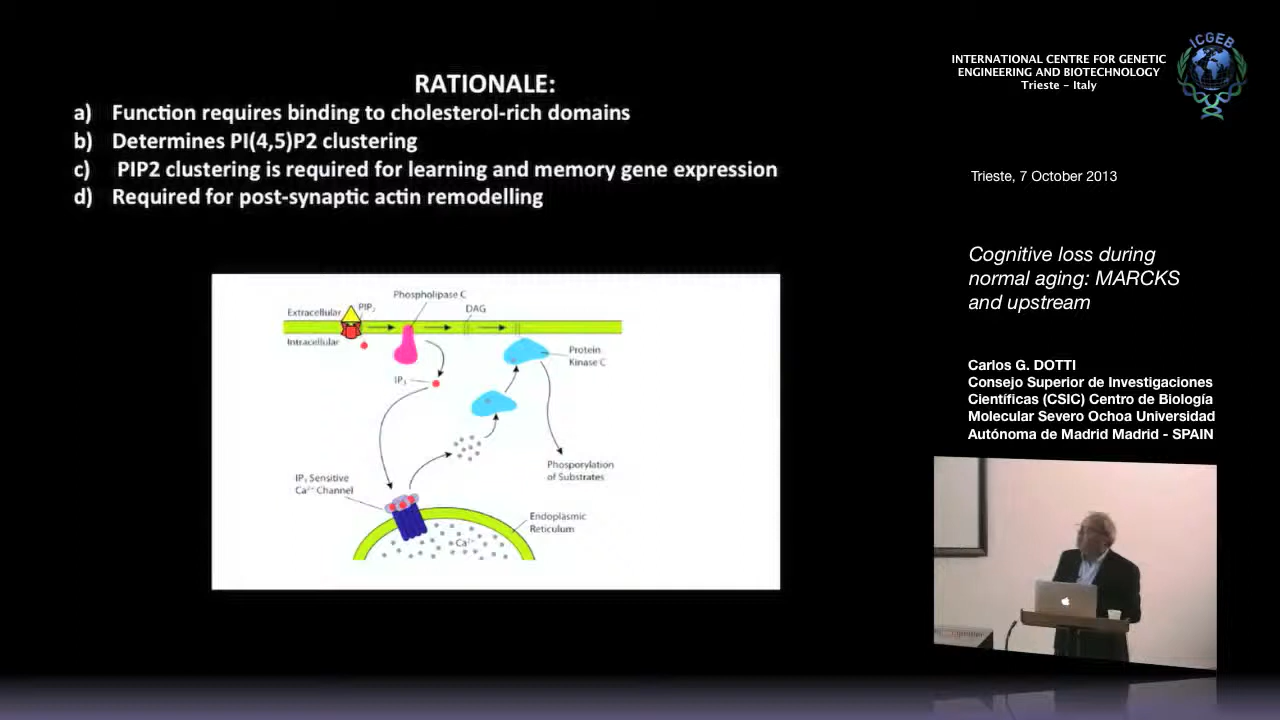 RATIONALE:
a) Function requires binding to cholesterol-rich domains
b) Determines PI(4,5)P2 clustering
c) PIP2 clustering is required for learning and memory gene expression
d) Required for post-synaptic actin remodelling
Phospholipase C
Extracellular
PIP₂
DAG
Intracellular
Protein
Kinase C
IP₃
Phosporylation
of Substrates
IP₃ Sensitive
Ca²⁺ Channel
Endoplasmic
Reticulum
Ca²⁺
ICGEB
INTERNATIONAL CENTRE FOR GENETIC
ENGINEERING AND BIOTECHNOLOGY
Trieste - Italy
Trieste, 7 October 2013
Cognitive loss during
normal aging: MARCKS
and upstream
Carlos G. DOTTI
Consejo Superior de Investigaciones
Científicas (CSIC) Centro de Biología
Molecular Severo Ochoa Universidad
Autónoma de Madrid Madrid - SPAIN